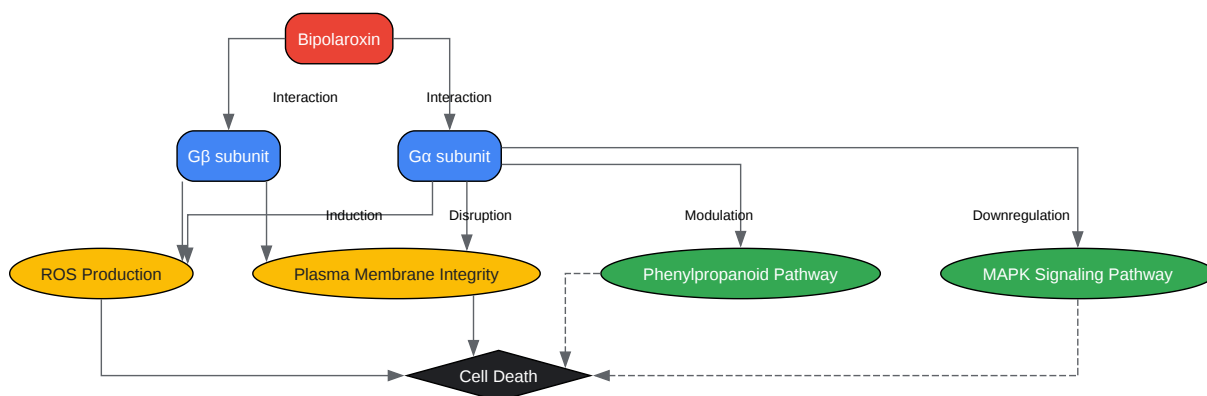 Bipolaroxin
Interaction
Interaction
Gβ subunit
Gα subunit
Induction
Disruption
Modulation
Downregulation
ROS Production
Plasma Membrane Integrity
Phenylpropanoid Pathway
MAPK Signaling Pathway
Cell Death